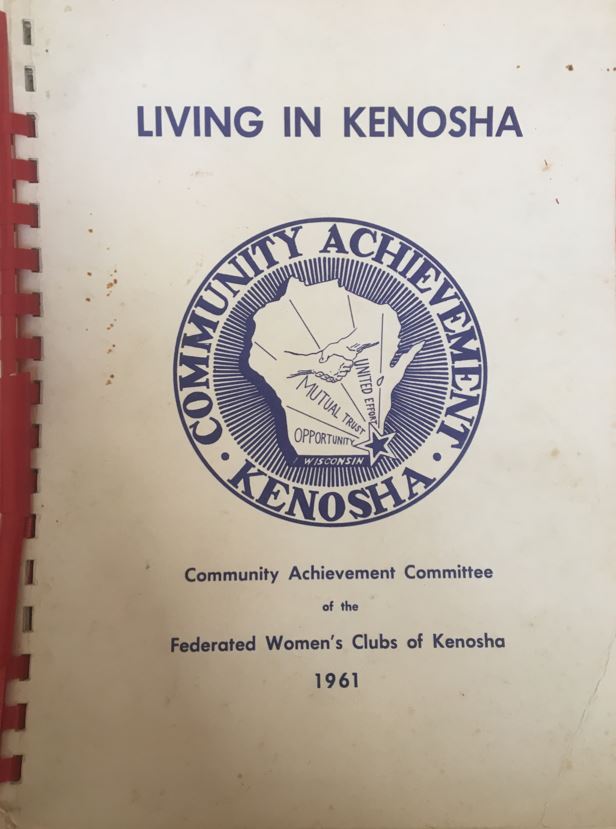 LIVING IN KENOSHA
COMMUNITY ACHIEVEMENT
• KENOSHA •
UNITED EFFORT
MUTUAL TRUST
OPPORTUNITY
WISCONSIN
Community Achievement Committee
of the
Federated Women's Clubs of Kenosha
1961